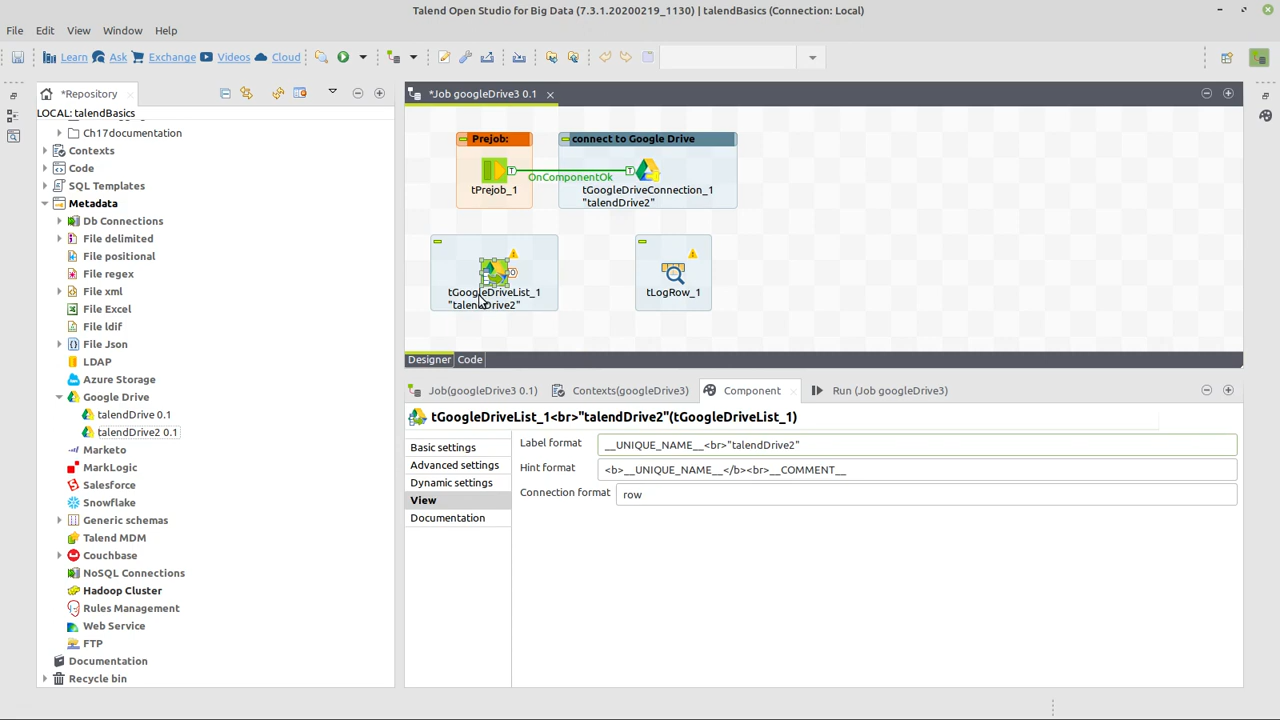 Talend Open Studio for Big Data (7.3.1.20200219_1130) | talendBasics (Connection: Local)
File Edit View Window Help
Learn Ask Exchange Videos Cloud
*Repository
LOCAL: talendBasics
Ch17documentation
Contexts
Code
SQL Templates
Metadata
Db Connections
File delimited
File positional
File regex
File xml
File Excel
File ldif
File Json
LDAP
Azure Storage
Google Drive
talendDrive 0.1
talendDrive2 0.1
Marketo
MarkLogic
Salesforce
Snowflake
Generic schemas
Talend MDM
Couchbase
NoSQL Connections
Hadoop Cluster
Rules Management
Web Service
FTP
Documentation
Recycle bin
*Job googleDrive3 0.1
Prejob: connect to Google Drive
OnComponentOk
tPrejob_1 tGoogleDriveConnection_1
"talendDrive2"
tGoogleDriveList_1 tLogRow_1
"talendDrive2"
Designer Code
Job(googleDrive3 0.1) Contexts(googleDrive3) Component Run (Job googleDrive3)
tGoogleDriveList_1<br>"talendDrive2"(tGoogleDriveList_1)
Basic settings
Advanced settings
Dynamic settings
View
Documentation
Label format __UNIQUE_NAME__<br>"talendDrive2"
Hint format <b>__UNIQUE_NAME__</b><br>__COMMENT__
Connection format row